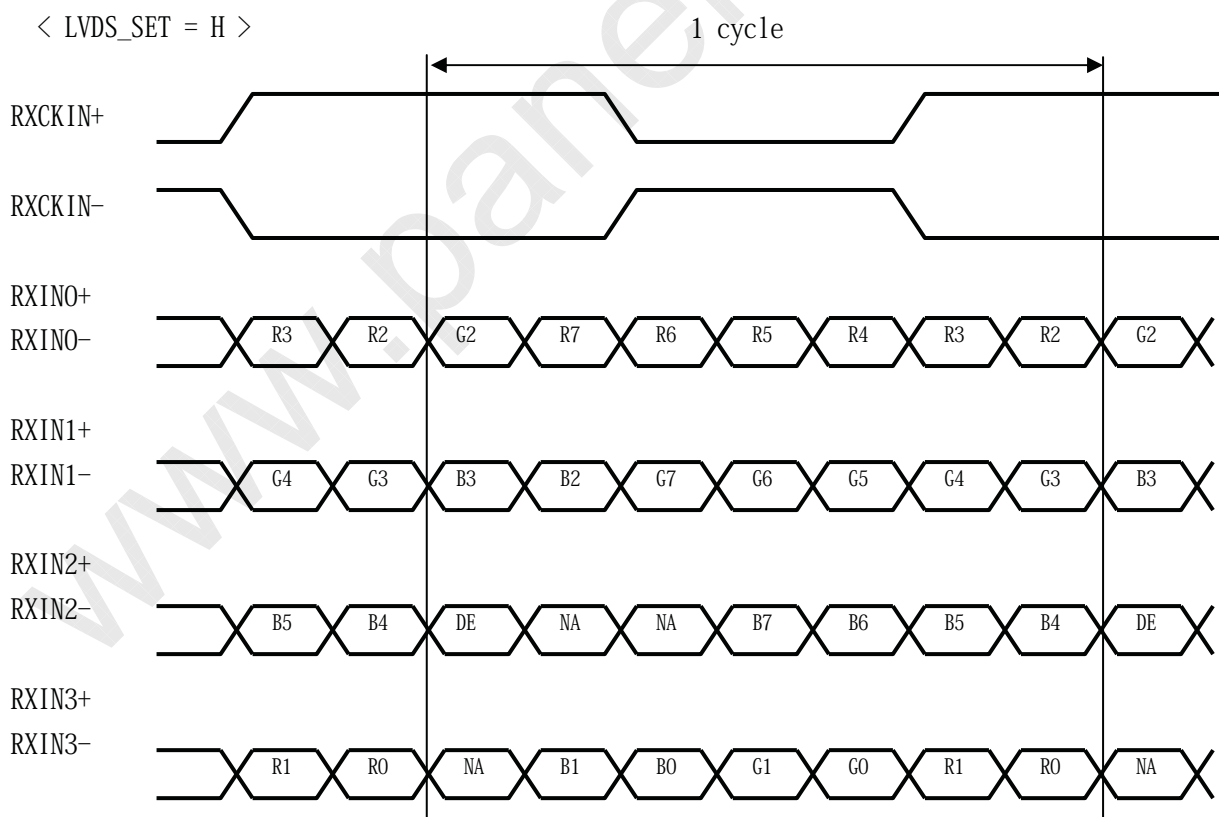 < LVDS_SET = H >
1 cycle
RXCKIN+
RXCKIN-
RXIN0+
RXIN0-
R3 R2 G2 R7 R6 R5 R4 R3 R2 G2
RXIN1+
RXIN1-
G4 G3 B3 B2 G7 G6 G5 G4 G3 B3
RXIN2+
RXIN2-
B5 B4 DE NA NA B7 B6 B5 B4 DE
RXIN3+
RXIN3-
R1 R0 NA B1 B0 G1 G0 R1 R0 NA
www.pane